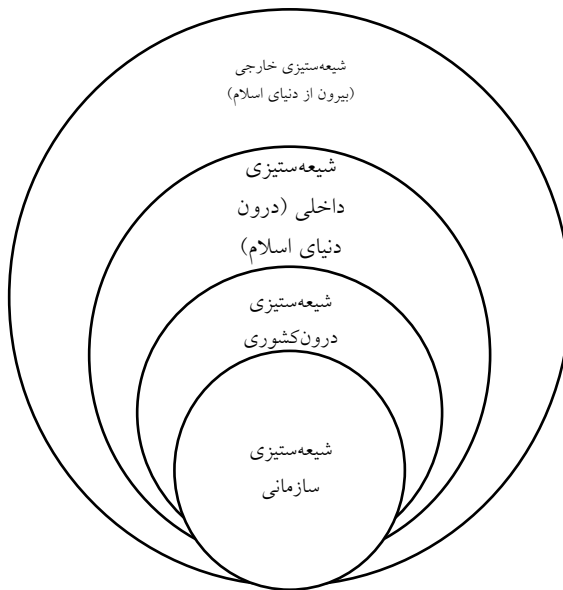 شیعه‌ستیزی خارجی
(بیرون از دنیای اسلام)
شیعه‌ستیزی
داخلی (درون
دنیای اسلام)
شیعه‌ستیزی
درون‌کشوری
شیعه‌ستیزی
سازمانی